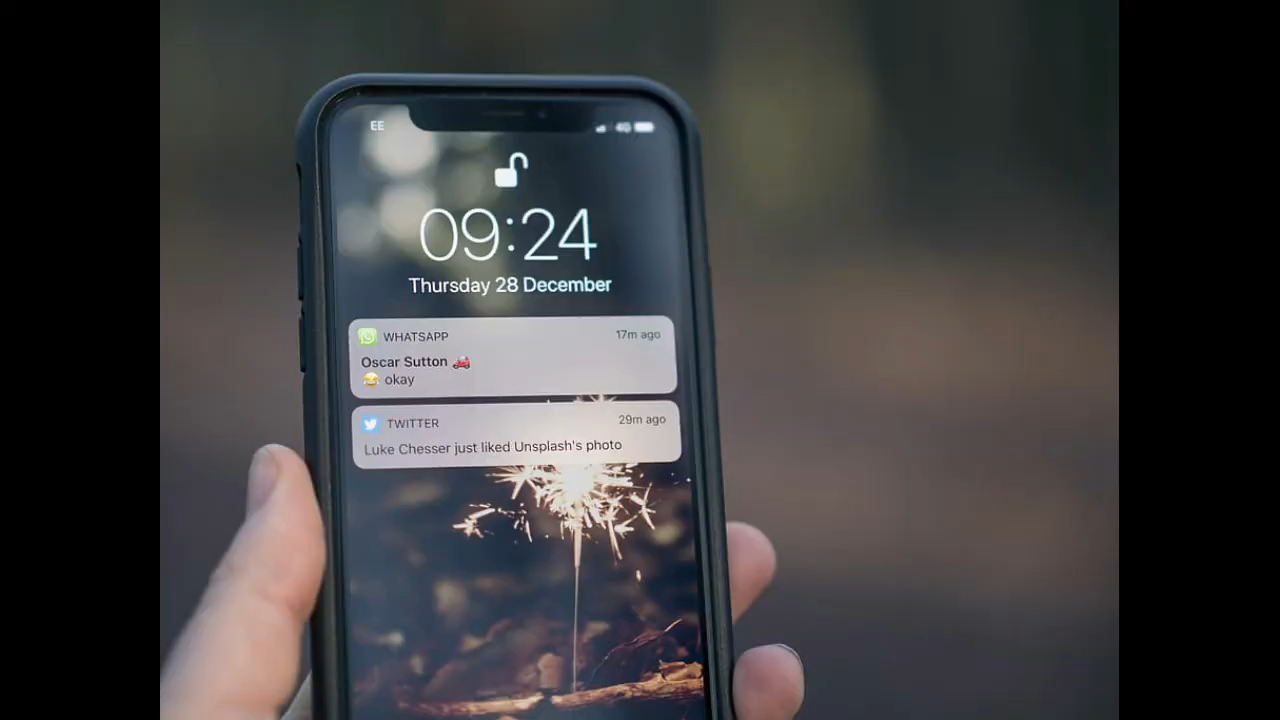 EE 4G
09:24
Thursday 28 December
WHATSAPP 17m ago
Oscar Sutton 🚗
😂 okay
TWITTER 29m ago
Luke Chesser just liked Unsplash's photo